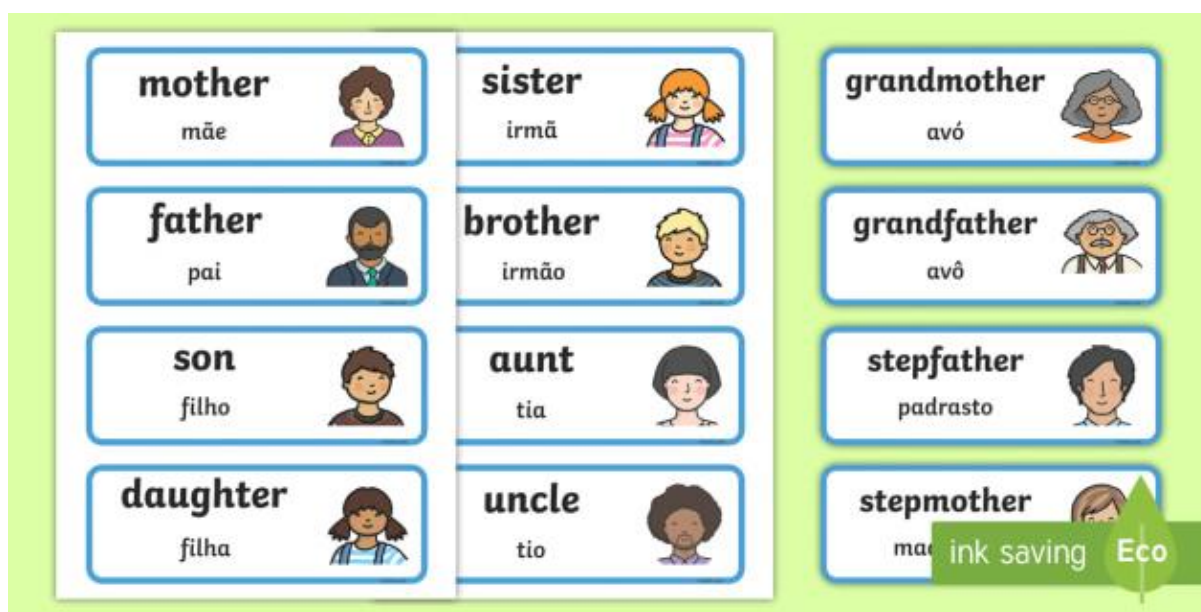 mother
mãe
father
pai
son
filho
daughter
filha
sister
irmã
brother
irmão
aunt
tia
uncle
tio
grandmother
avó
grandfather
avô
stepfather
padrasto
stepmother
ink saving Eco